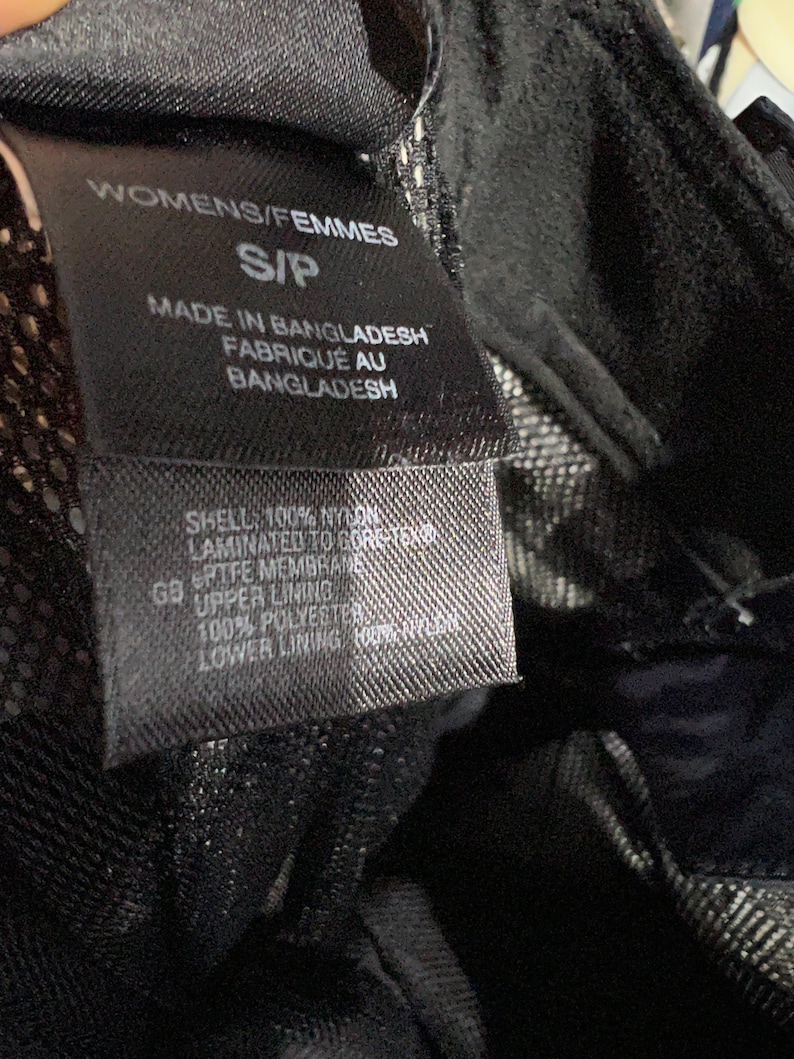 WOMENS/FEMMES
S/P
MADE IN BANGLADESH
FABRIQUÉ AU
BANGLADESH
SHELL: 100% NYLON
LAMINATED TO GORE-TEX®
GB ePTFE MEMBRANE
UPPER LINING
100% POLYESTER,
LOWER LINING 100% NYLON